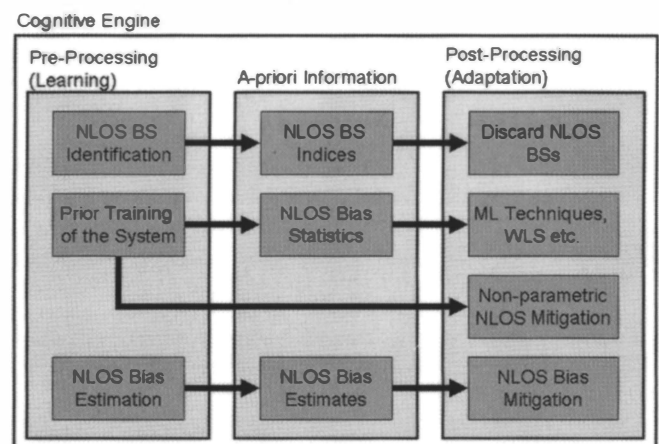 Cognitive Engine
Pre-Processing
(Learning)
A-priori Information
Post-Processing
(Adaptation)
NLOS BS
Identification
NLOS BS
Indices
Discard NLOS
BSs
Prior Training
of the System
NLOS Bias
Statistics
ML Techniques,
WLS etc.
Non-parametric
NLOS Mitigation
NLOS Bias
Estimation
NLOS Bias
Estimates
NLOS Bias
Mitigation